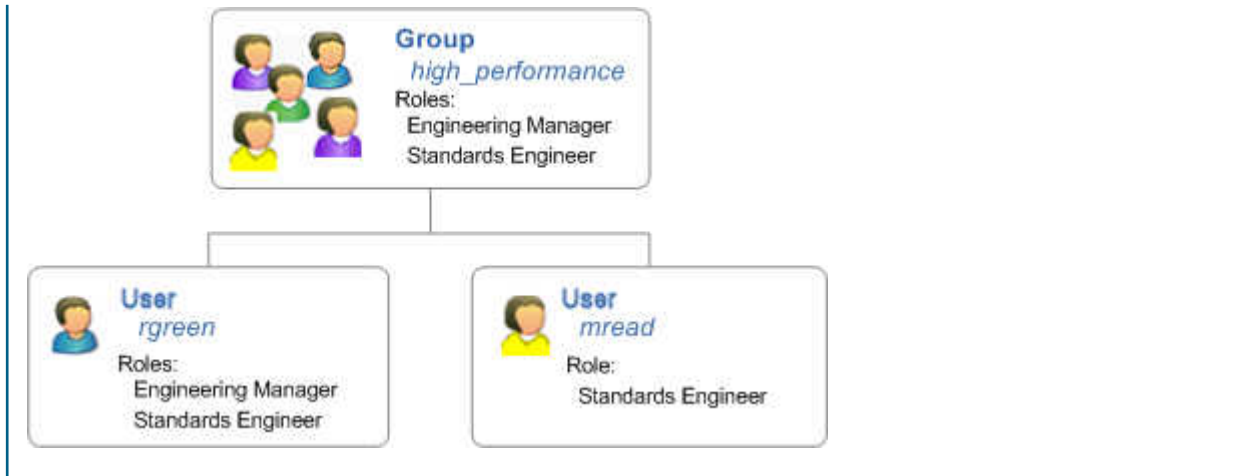 Group
high_performance
Roles:
Engineering Manager
Standards Engineer
User
rgreen
Roles:
Engineering Manager
Standards Engineer
User
mread
Role:
Standards Engineer